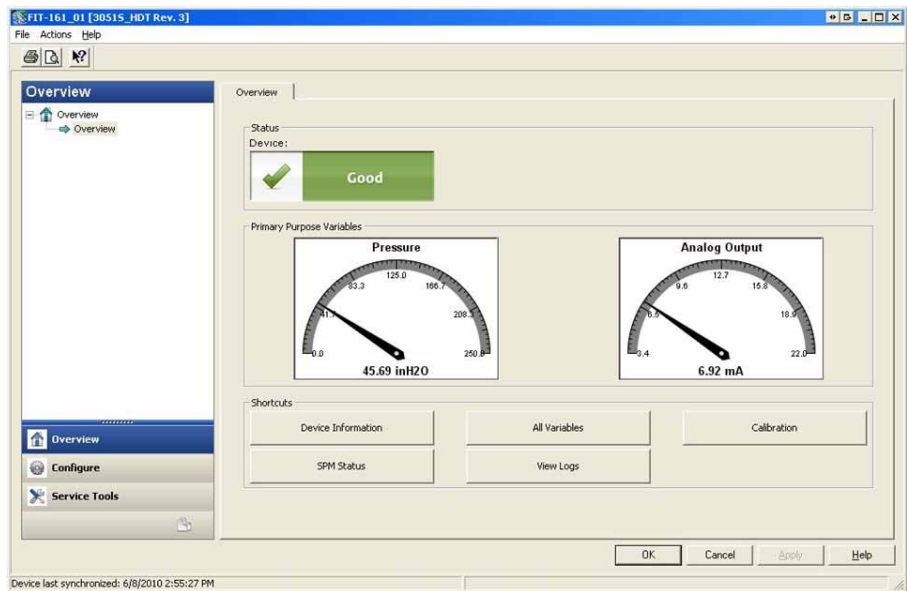 FIT-161_01 [3051S_HDT Rev. 3]
File Actions Help
Overview
Overview
Overview
Overview
Status
Device:
Good
Primary Purpose Variables
Pressure
0.0 41.7 83.3 125.0 166.7 208.3 250.0
45.69 inH2O
Analog Output
3.4 6.5 9.6 12.7 15.8 18.9 22.0
6.92 mA
Shortcuts
Device Information All Variables Calibration
SPM Status View Logs
Overview
Configure
Service Tools
OK Cancel Apply Help
Device last synchronized: 6/8/2010 2:55:27 PM